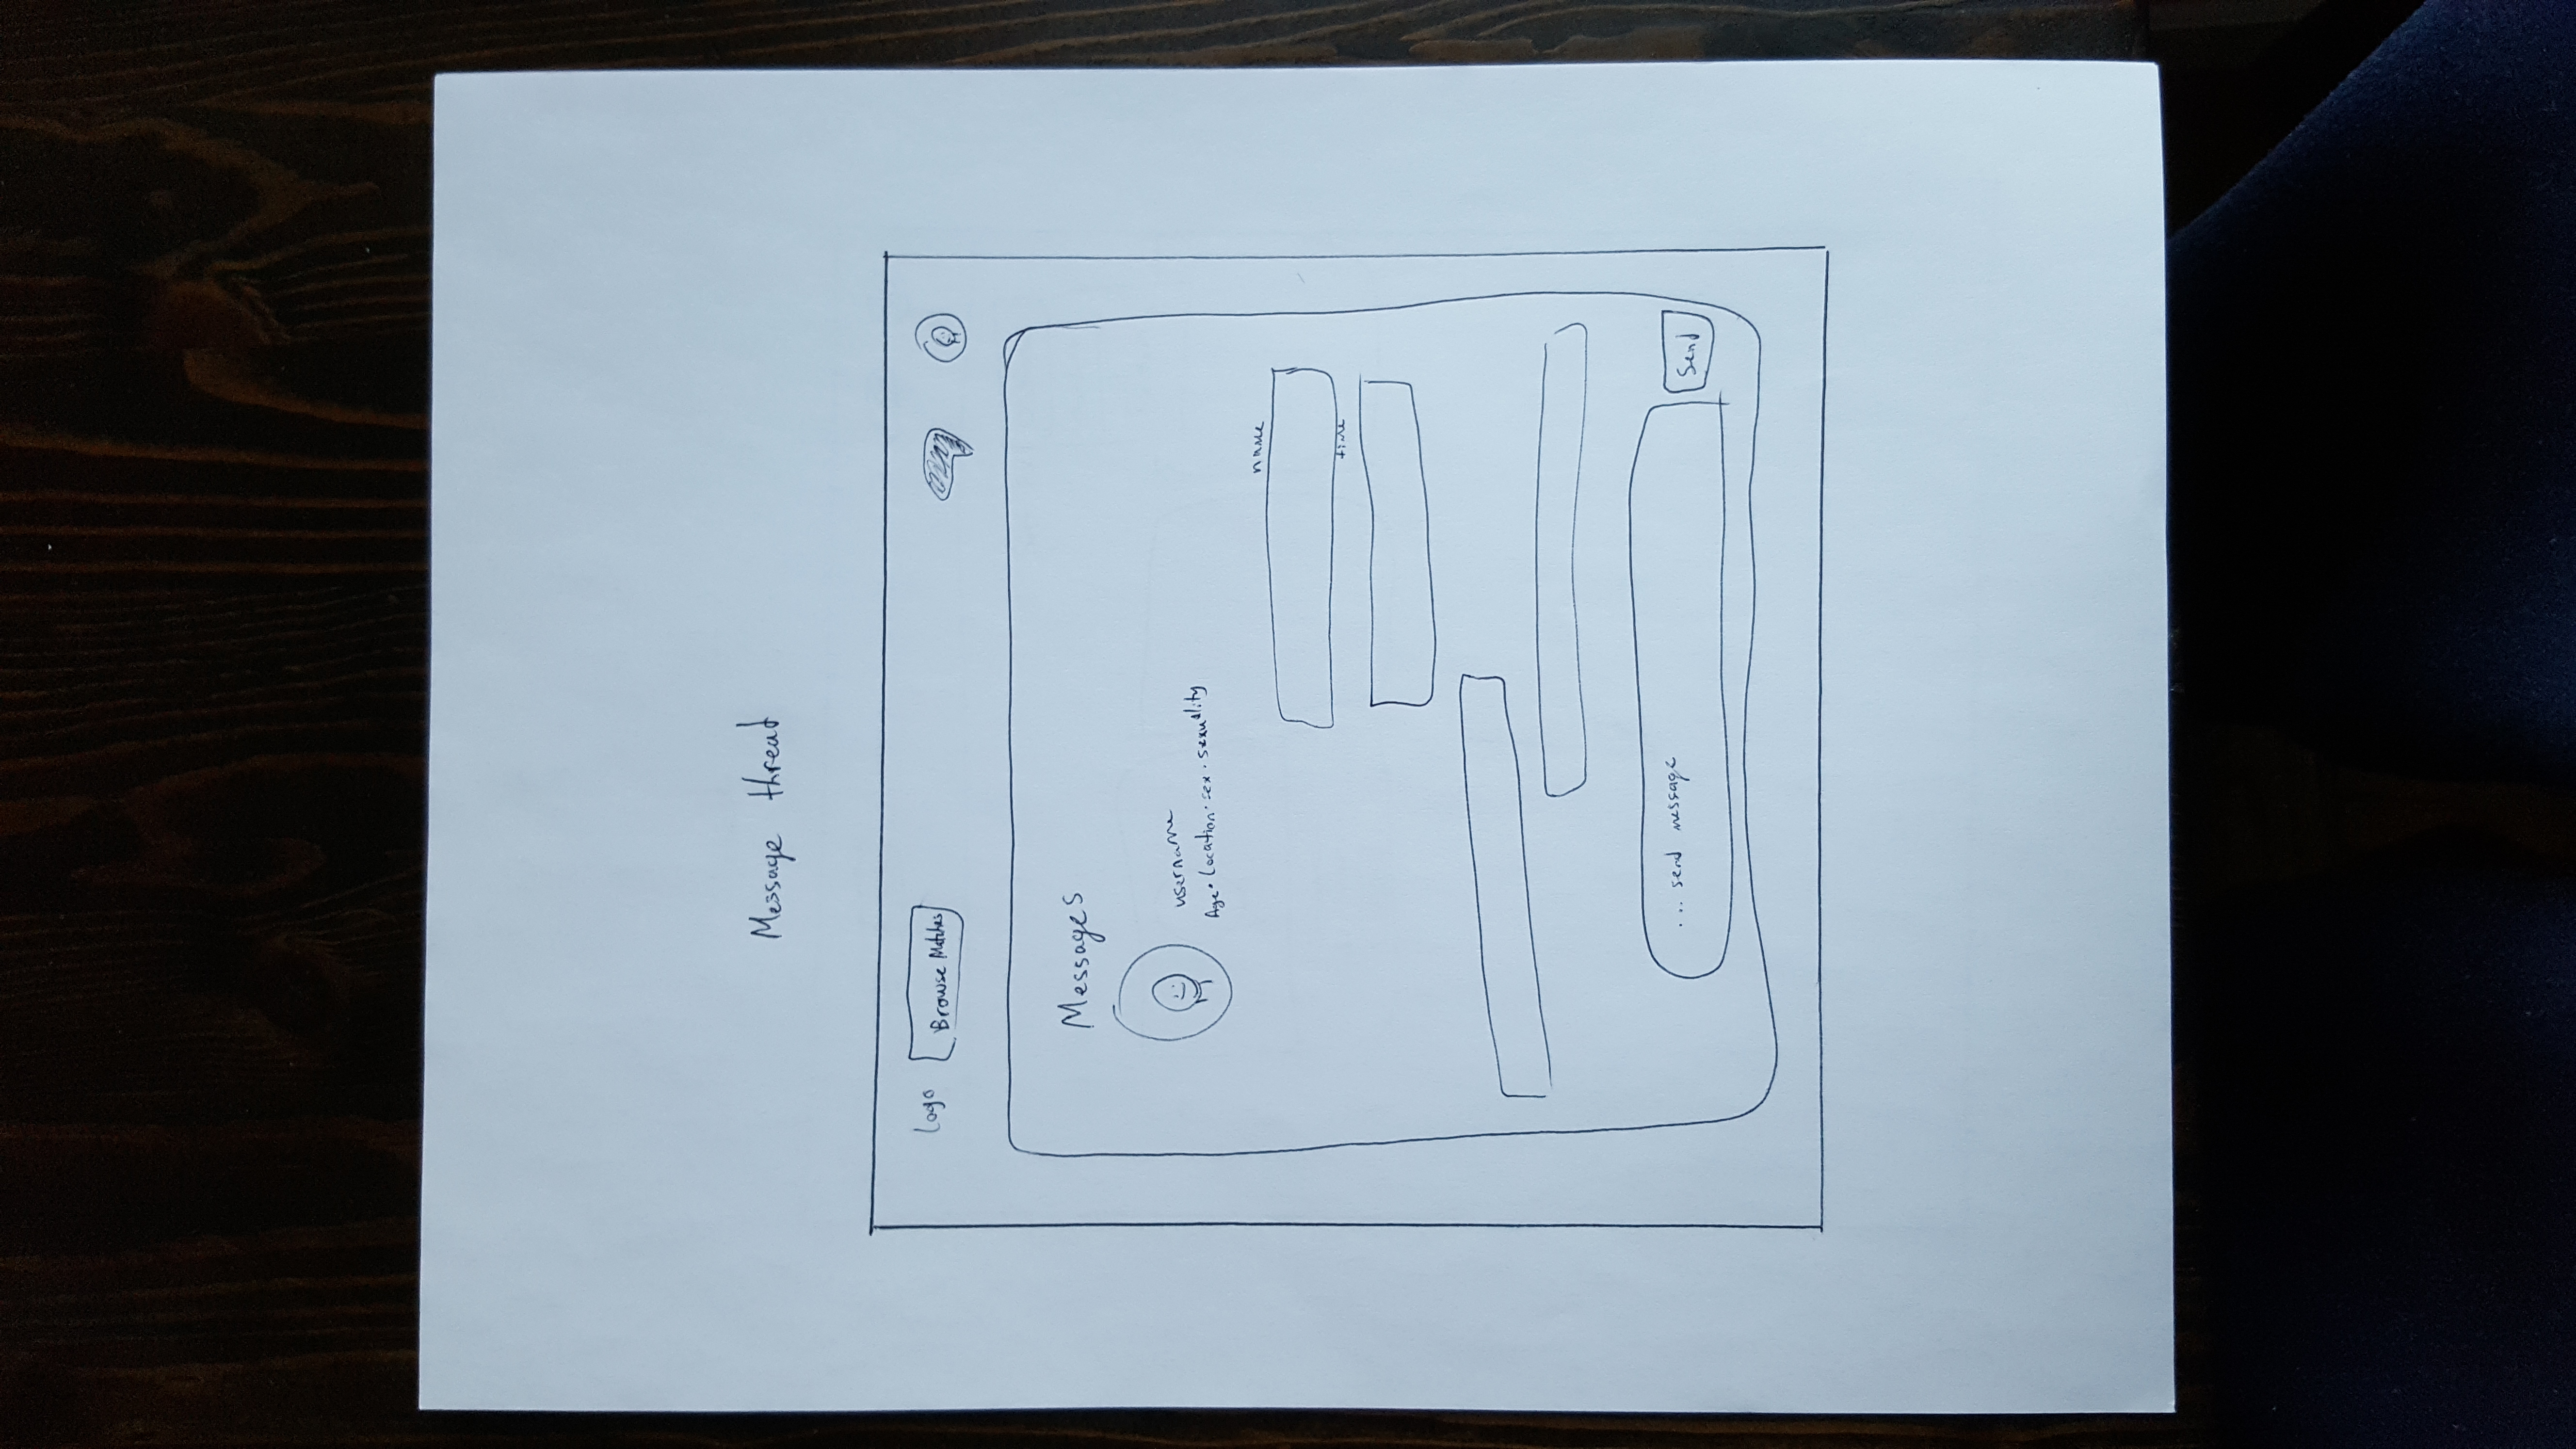 Message thread
Logo
Browse Matches
Messages
username
Age · Location · sex · sexuality
name
time
... send message
Send